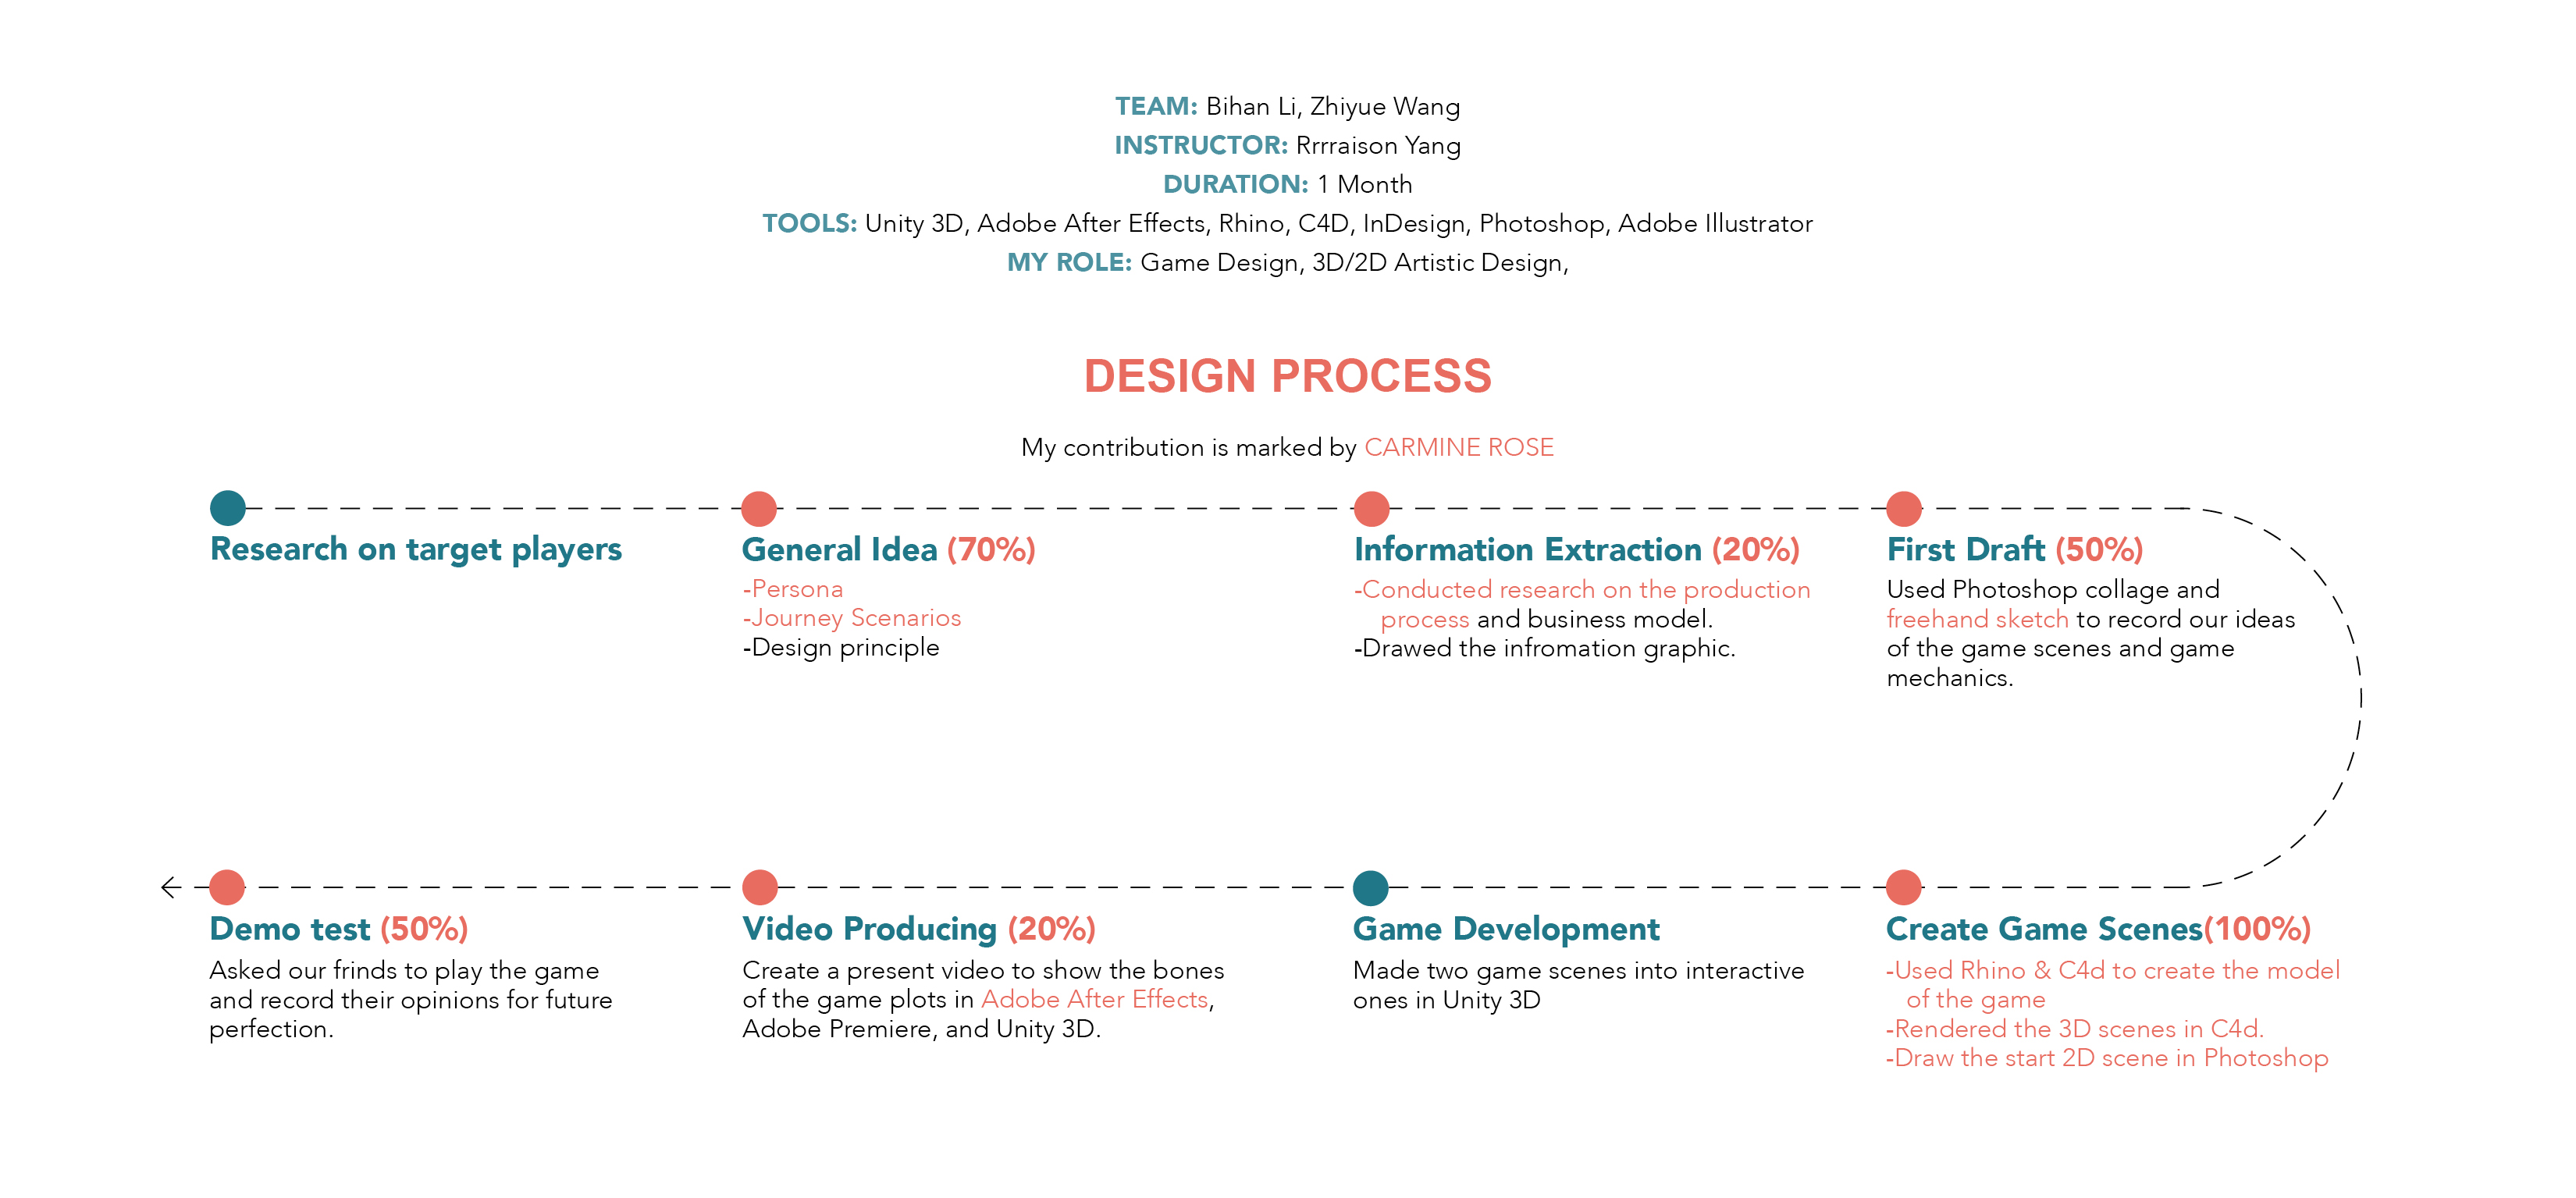 TEAM: Bihan Li, Zhiyue Wang
INSTRUCTOR: Rrrraison Yang
DURATION: 1 Month
TOOLS: Unity 3D, Adobe After Effects, Rhino, C4D, InDesign, Photoshop, Adobe Illustrator
MY ROLE: Game Design, 3D/2D Artistic Design,
DESIGN PROCESS
My contribution is marked by CARMINE ROSE
Research on target players
General Idea (70%)
-Persona
-Journey Scenarios
-Design principle
Information Extraction (20%)
-Conducted research on the production
process and business model.
-Drawed the infromation graphic.
First Draft (50%)
Used Photoshop collage and
freehand sketch to record our ideas
of the game scenes and game
mechanics.
Create Game Scenes(100%)
-Used Rhino & C4d to create the model
of the game
-Rendered the 3D scenes in C4d.
-Draw the start 2D scene in Photoshop
Game Development
Made two game scenes into interactive
ones in Unity 3D
Video Producing (20%)
Create a present video to show the bones
of the game plots in Adobe After Effects,
Adobe Premiere, and Unity 3D.
Demo test (50%)
Asked our frinds to play the game
and record their opinions for future
perfection.